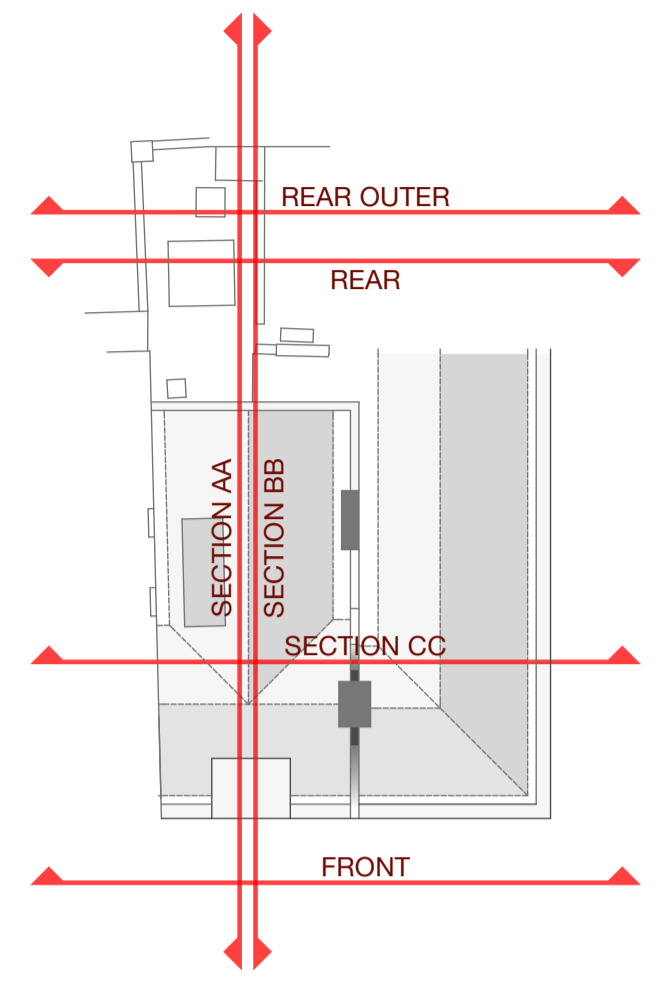 REAR OUTER
REAR
SECTION AA
SECTION BB
SECTION CC
FRONT